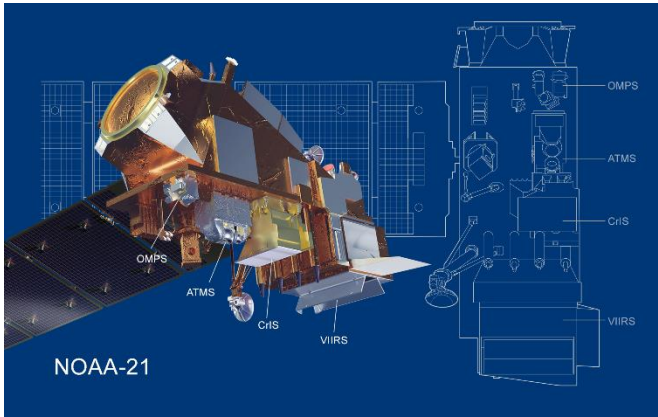 OMPS
ATMS
CrIS
VIIRS
NOAA-21
OMPS
ATMS
CrIS
VIIRS